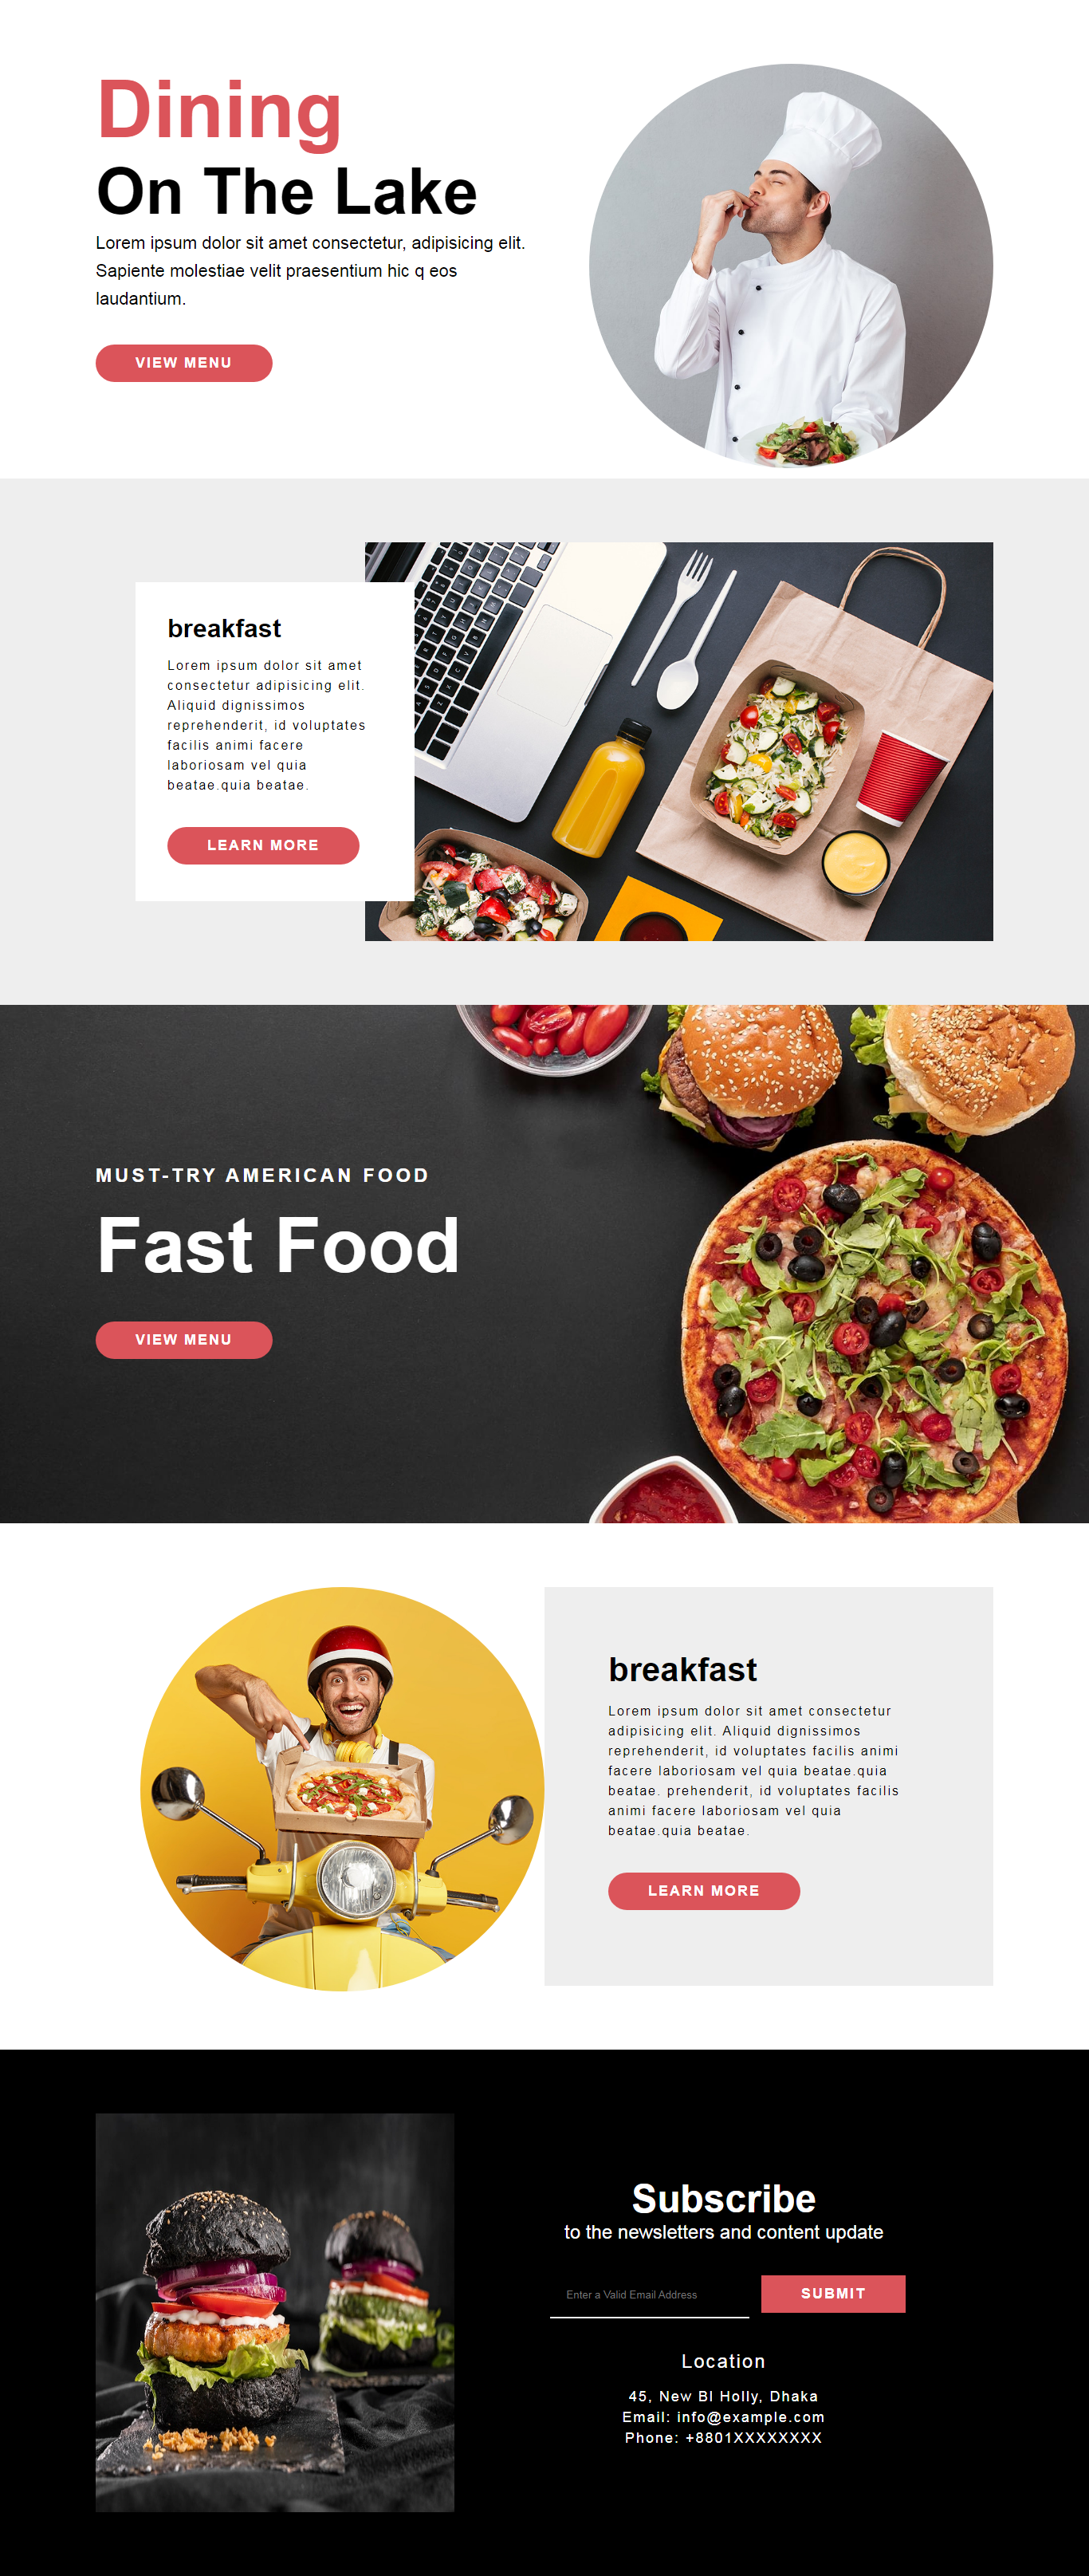 Dining
On The Lake
Lorem ipsum dolor sit amet consectetur, adipisicing elit.
Sapiente molestiae velit praesentium hic q eos
laudantium.
VIEW MENU
breakfast
Lorem ipsum dolor sit amet
consectetur adipisicing elit.
Aliquid dignissimos
reprehenderit, id voluptates
facilis animi facere
laboriosam vel quia
beatae.quia beatae.
LEARN MORE
MUST-TRY AMERICAN FOOD
Fast Food
VIEW MENU
breakfast
Lorem ipsum dolor sit amet consectetur
adipisicing elit. Aliquid dignissimos
reprehenderit, id voluptates facilis animi
facere laboriosam vel quia beatae.quia
beatae. prehenderit, id voluptates facilis
animi facere laboriosam vel quia
beatae.quia beatae.
LEARN MORE
Subscribe
to the newsletters and content update
Enter a Valid Email Address
SUBMIT
Location
45, New BI Holly, Dhaka
Email: info@example.com
Phone: +8801XXXXXXXX